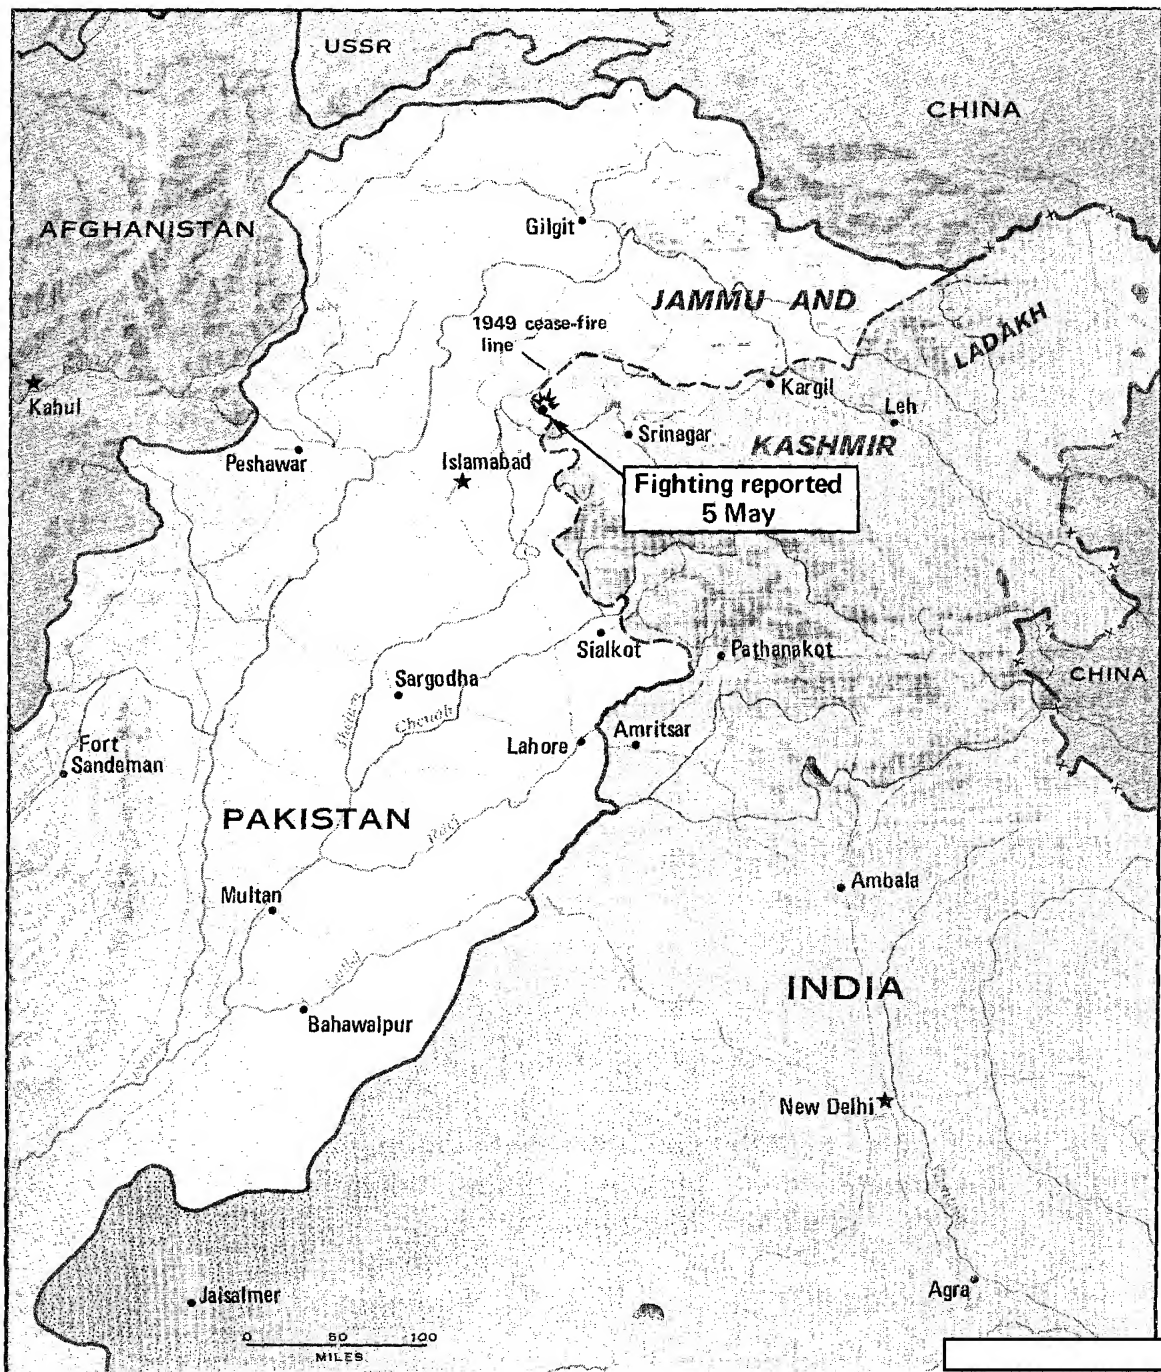 USSR
CHINA
AFGHANISTAN
Gilgit
JAMMU AND
LADAKH
1949 cease-fire
line
Kargil
Kabul
Leh
Srinagar
KASHMIR
Peshawar
Islamabad
Fighting reported
5 May
Sialkot
Pathanakot
CHINA
Sargodha
Amritsar
Lahore
Fort
Sandeman
PAKISTAN
Multan
Ambala
INDIA
Bahawalpur
New Delhi
Agra
Jaisalmer
0 50 100
MILES